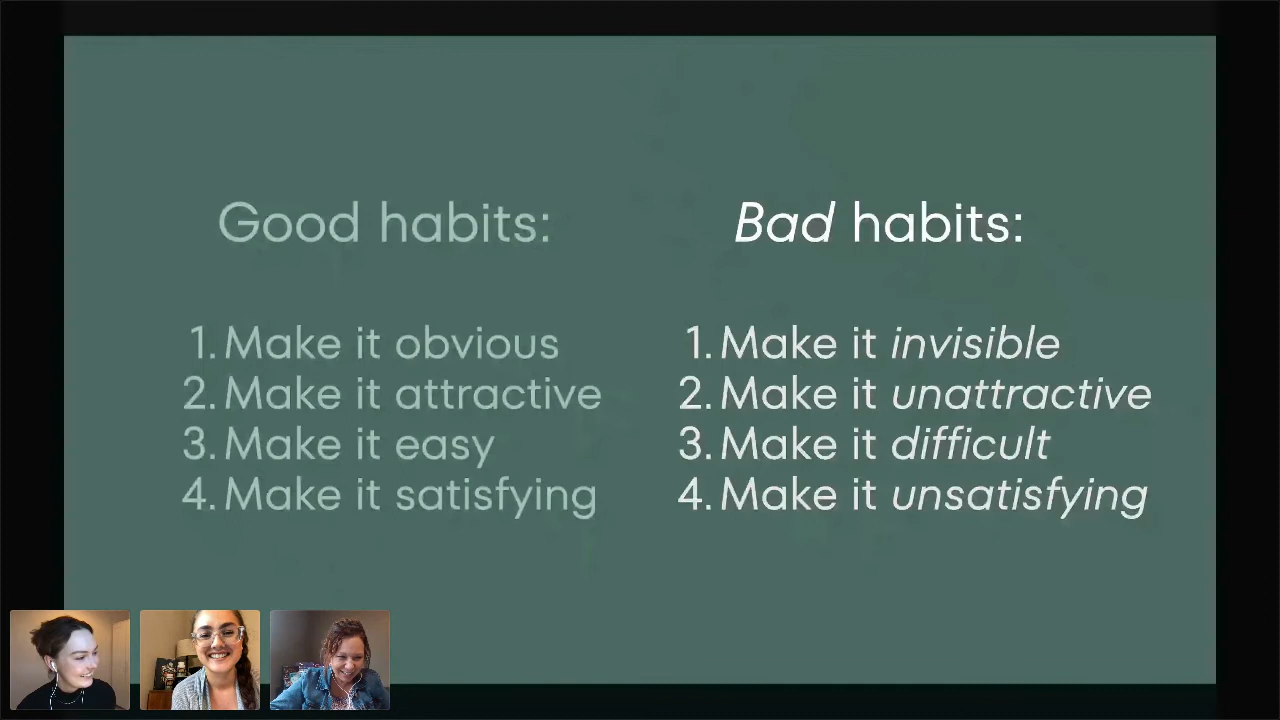 Good habits:
1. Make it obvious
2. Make it attractive
3. Make it easy
4. Make it satisfying
Bad habits:
1. Make it invisible
2. Make it unattractive
3. Make it difficult
4. Make it unsatisfying